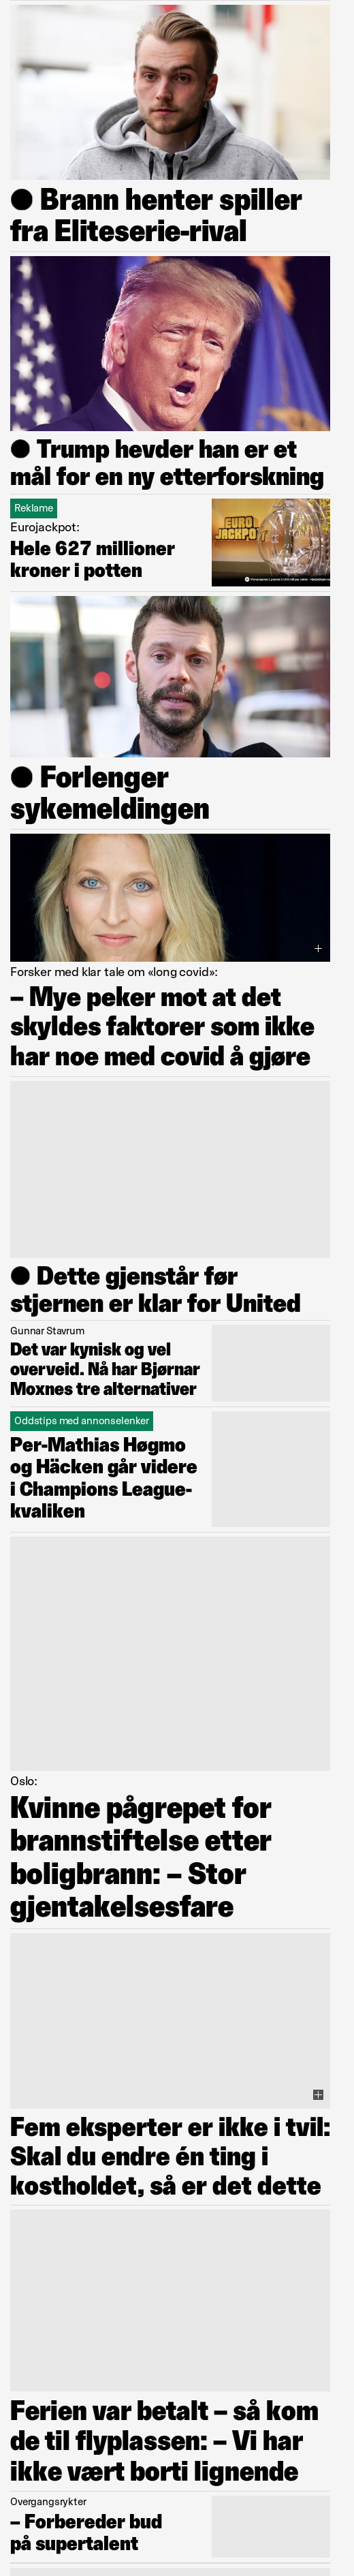 ● Brann henter spiller
fra Eliteserie-rival
● Trump hevder han er et
mål for en ny etterforskning
Reklame
Eurojackpot:
Hele 627 millioner
kroner i potten
EURO
JACKPOT
● Forlenger
sykemeldingen
Forsker med klar tale om «long covid»:
– Mye peker mot at det
skyldes faktorer som ikke
har noe med covid å gjøre
● Dette gjenstår før
stjernen er klar for United
Gunnar Stavrum
Det var kynisk og vel
overveid. Nå har Bjørnar
Moxnes tre alternativer
Oddstips med annonselenker
Per-Mathias Høgmo
og Häcken går videre
i Champions League-
kvaliken
Oslo:
Kvinne pågrepet for
brannstiftelse etter
boligbrann: – Stor
gjentakelsesfare
Fem eksperter er ikke i tvil:
Skal du endre én ting i
kostholdet, så er det dette
Ferien var betalt – så kom
de til flyplassen: – Vi har
ikke vært borti lignende
Overgangsrykter
– Forbereder bud
på supertalent